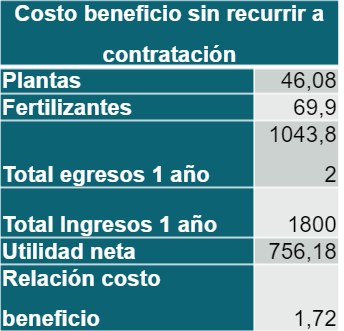 Costo beneficio sin recurrir a
contratación
Plantas 46,08
Fertilizantes 69,9
1043,8
Total egresos 1 año 2
Total Ingresos 1 año 1800
Utilidad neta 756,18
Relación costo
beneficio 1,72